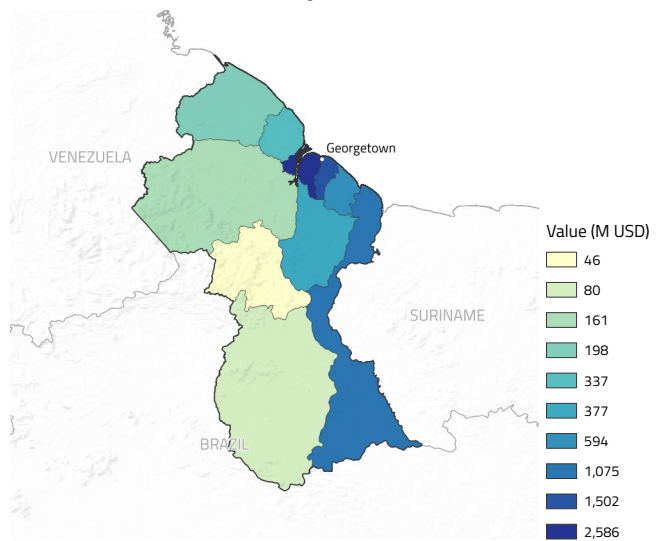 Georgetown
VENEZUELA
Value (M USD)
46
80
161
198
SURINAME
337
377
594
BRAZIL
1,075
1,502
2,586